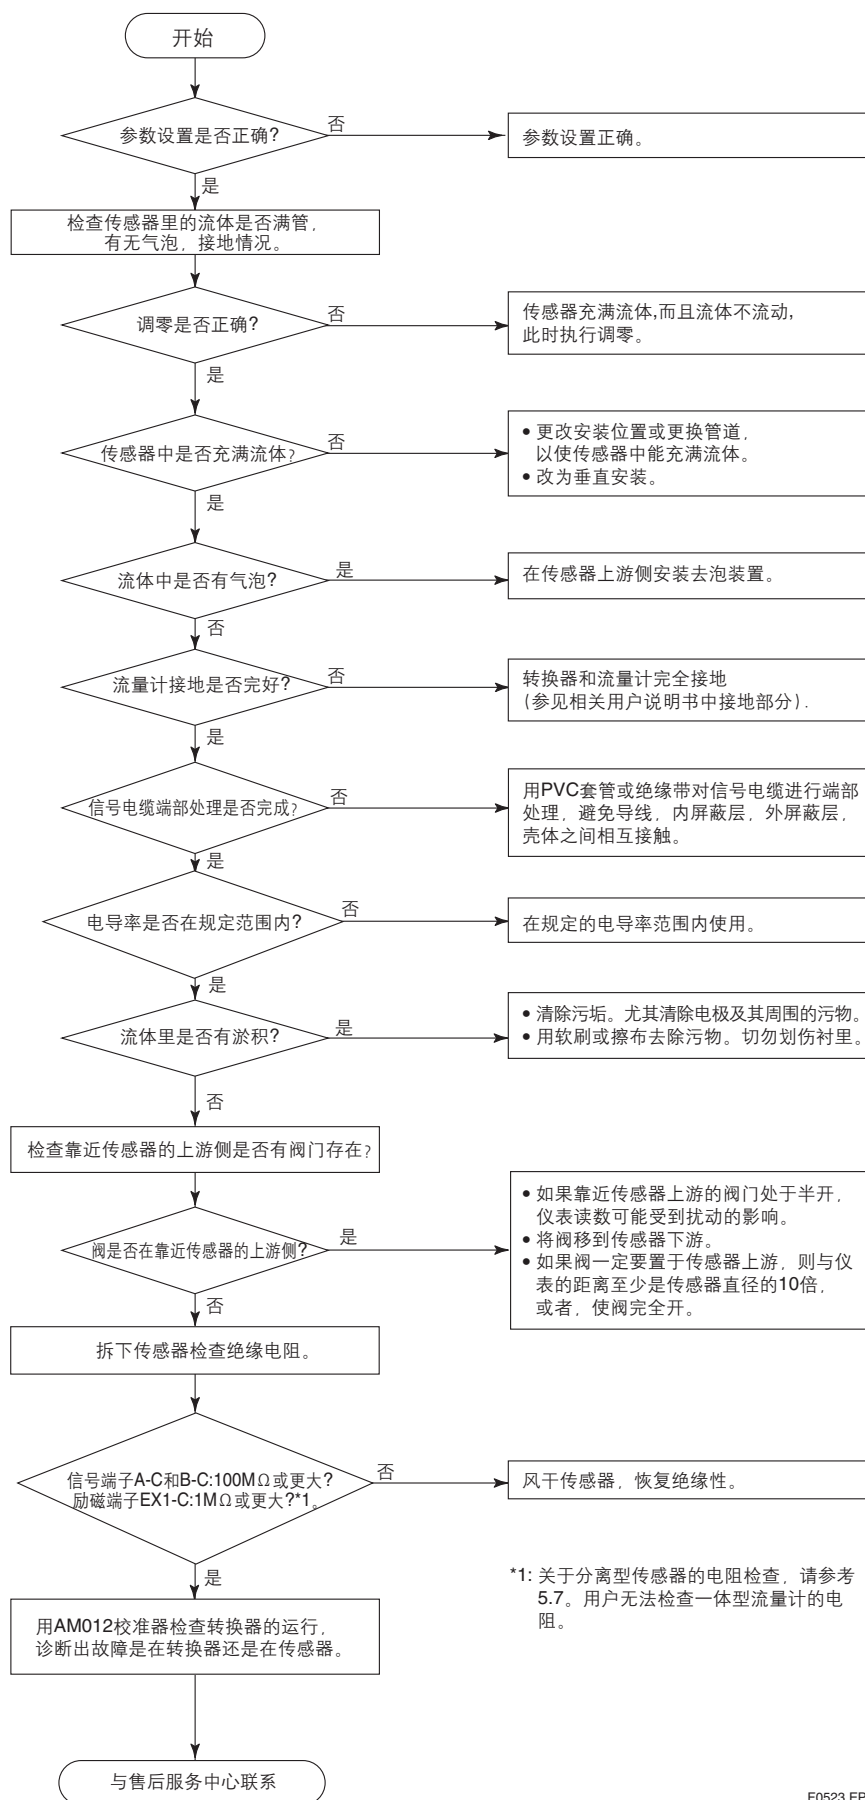 开始
参数设置是否正确?
否
参数设置正确。
是
检查传感器里的流体是否满管,
有无气泡, 接地情况。
调零是否正确?
否
传感器充满流体,而且流体不流动,
此时执行调零。
是
传感器中是否充满流体?
否
• 更改安装位置或更换管道,
以使传感器中能充满流体。
• 改为垂直安装。
是
流体中是否有气泡?
是
在传感器上游侧安装去泡装置。
否
流量计接地是否完好?
否
转换器和流量计完全接地
(参见相关用户说明书中接地部分).
是
信号电缆端部处理是否完成?
否
用PVC套管或绝缘带对信号电缆进行端部
处理, 避免导线, 内屏蔽层, 外屏蔽层,
壳体之间相互接触。
是
电导率是否在规定范围内?
否
在规定的电导率范围内使用。
是
流体里是否有淤积?
是
• 清除污垢。尤其清除电极及其周围的污物。
• 用软刷或擦布去除污物。切勿划伤衬里。
否
检查靠近传感器的上游侧是否有阀门存在?
阀是否在靠近传感器的上游侧?
是
• 如果靠近传感器上游的阀门处于半开,
仪表读数可能受到扰动的影响。
• 将阀移到传感器下游。
• 如果阀一定要置于传感器上游, 则与仪
表的距离至少是传感器直径的10倍,
或者, 使阀完全开。
否
拆下传感器检查绝缘电阻。
信号端子A-C和B-C:100MΩ或更大?
励磁端子EX1-C:1MΩ或更大?*1。
否
风干传感器, 恢复绝缘性。
是
*1: 关于分离型传感器的电阻检查, 请参考
5.7。用户无法检查一体型流量计的电
阻。
用AM012校准器检查转换器的运行,
诊断出故障是在转换器还是在传感器。
与售后服务中心联系